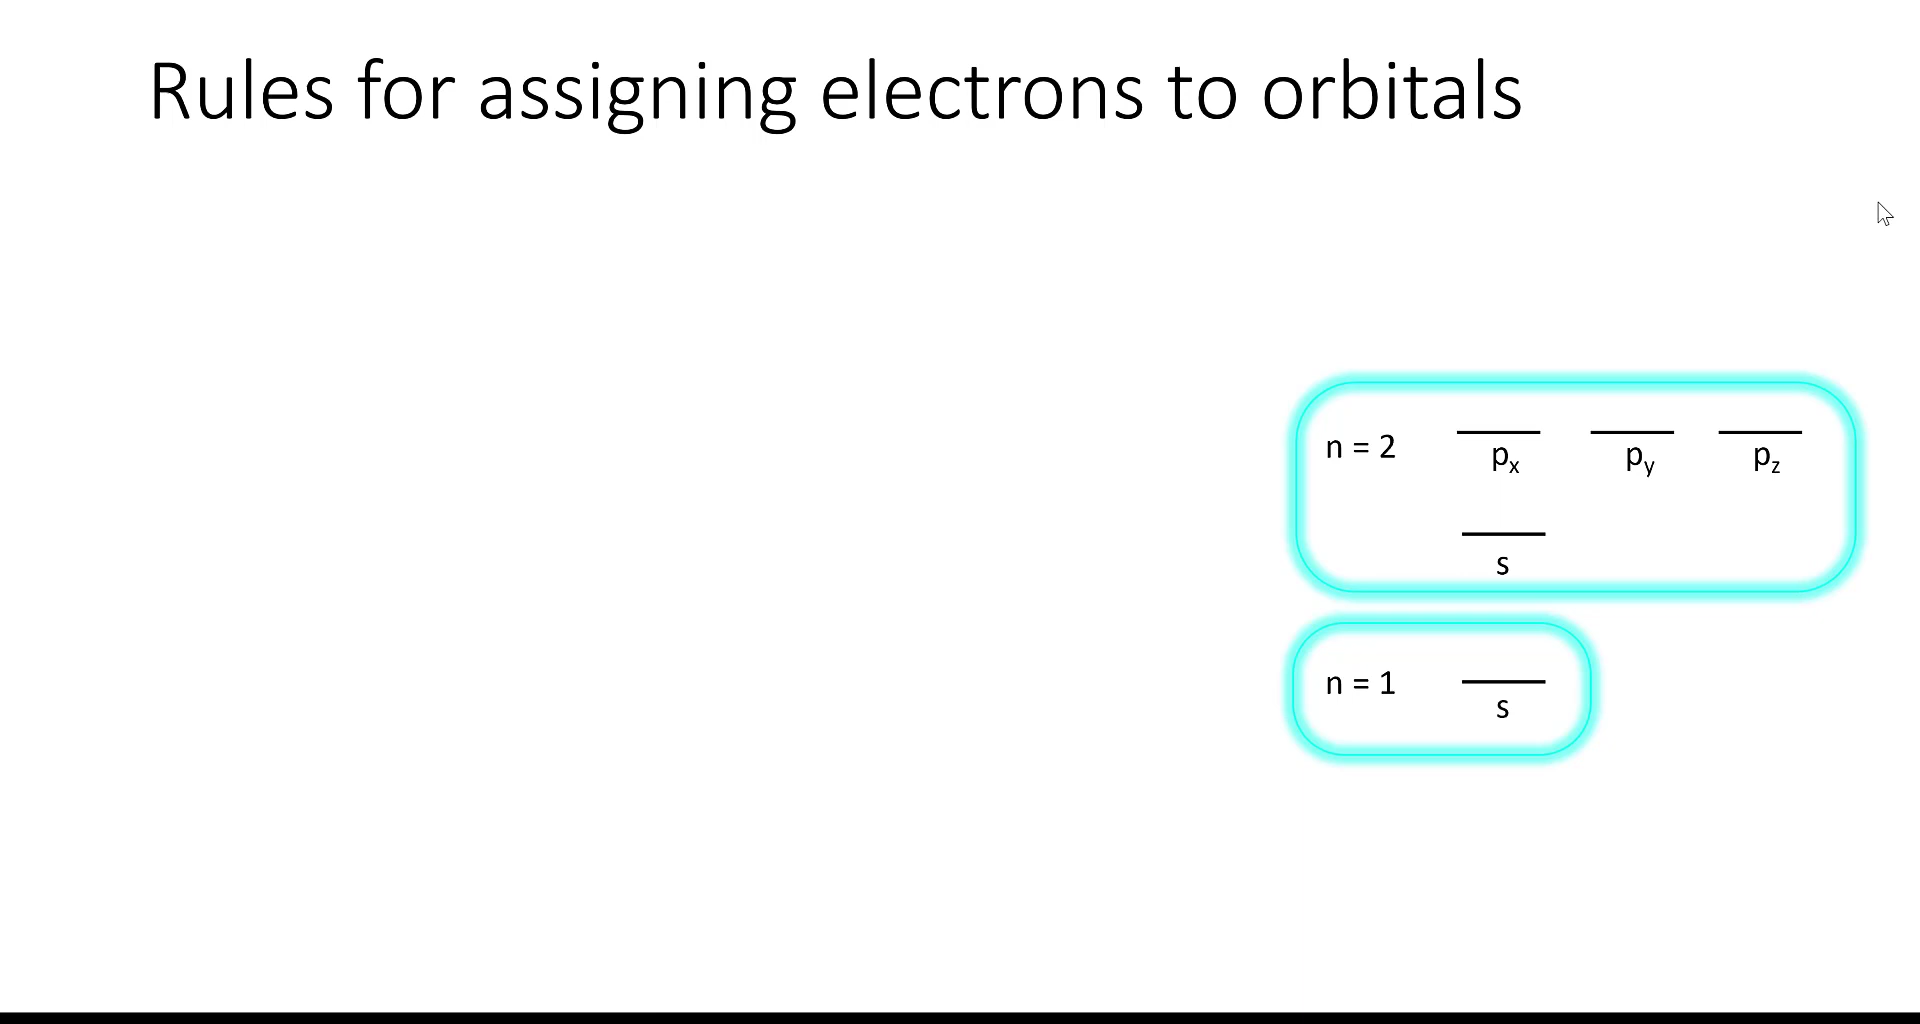 Rules for assigning electrons to orbitals
n = 2 pₓ p_y p_z
s
n = 1
s